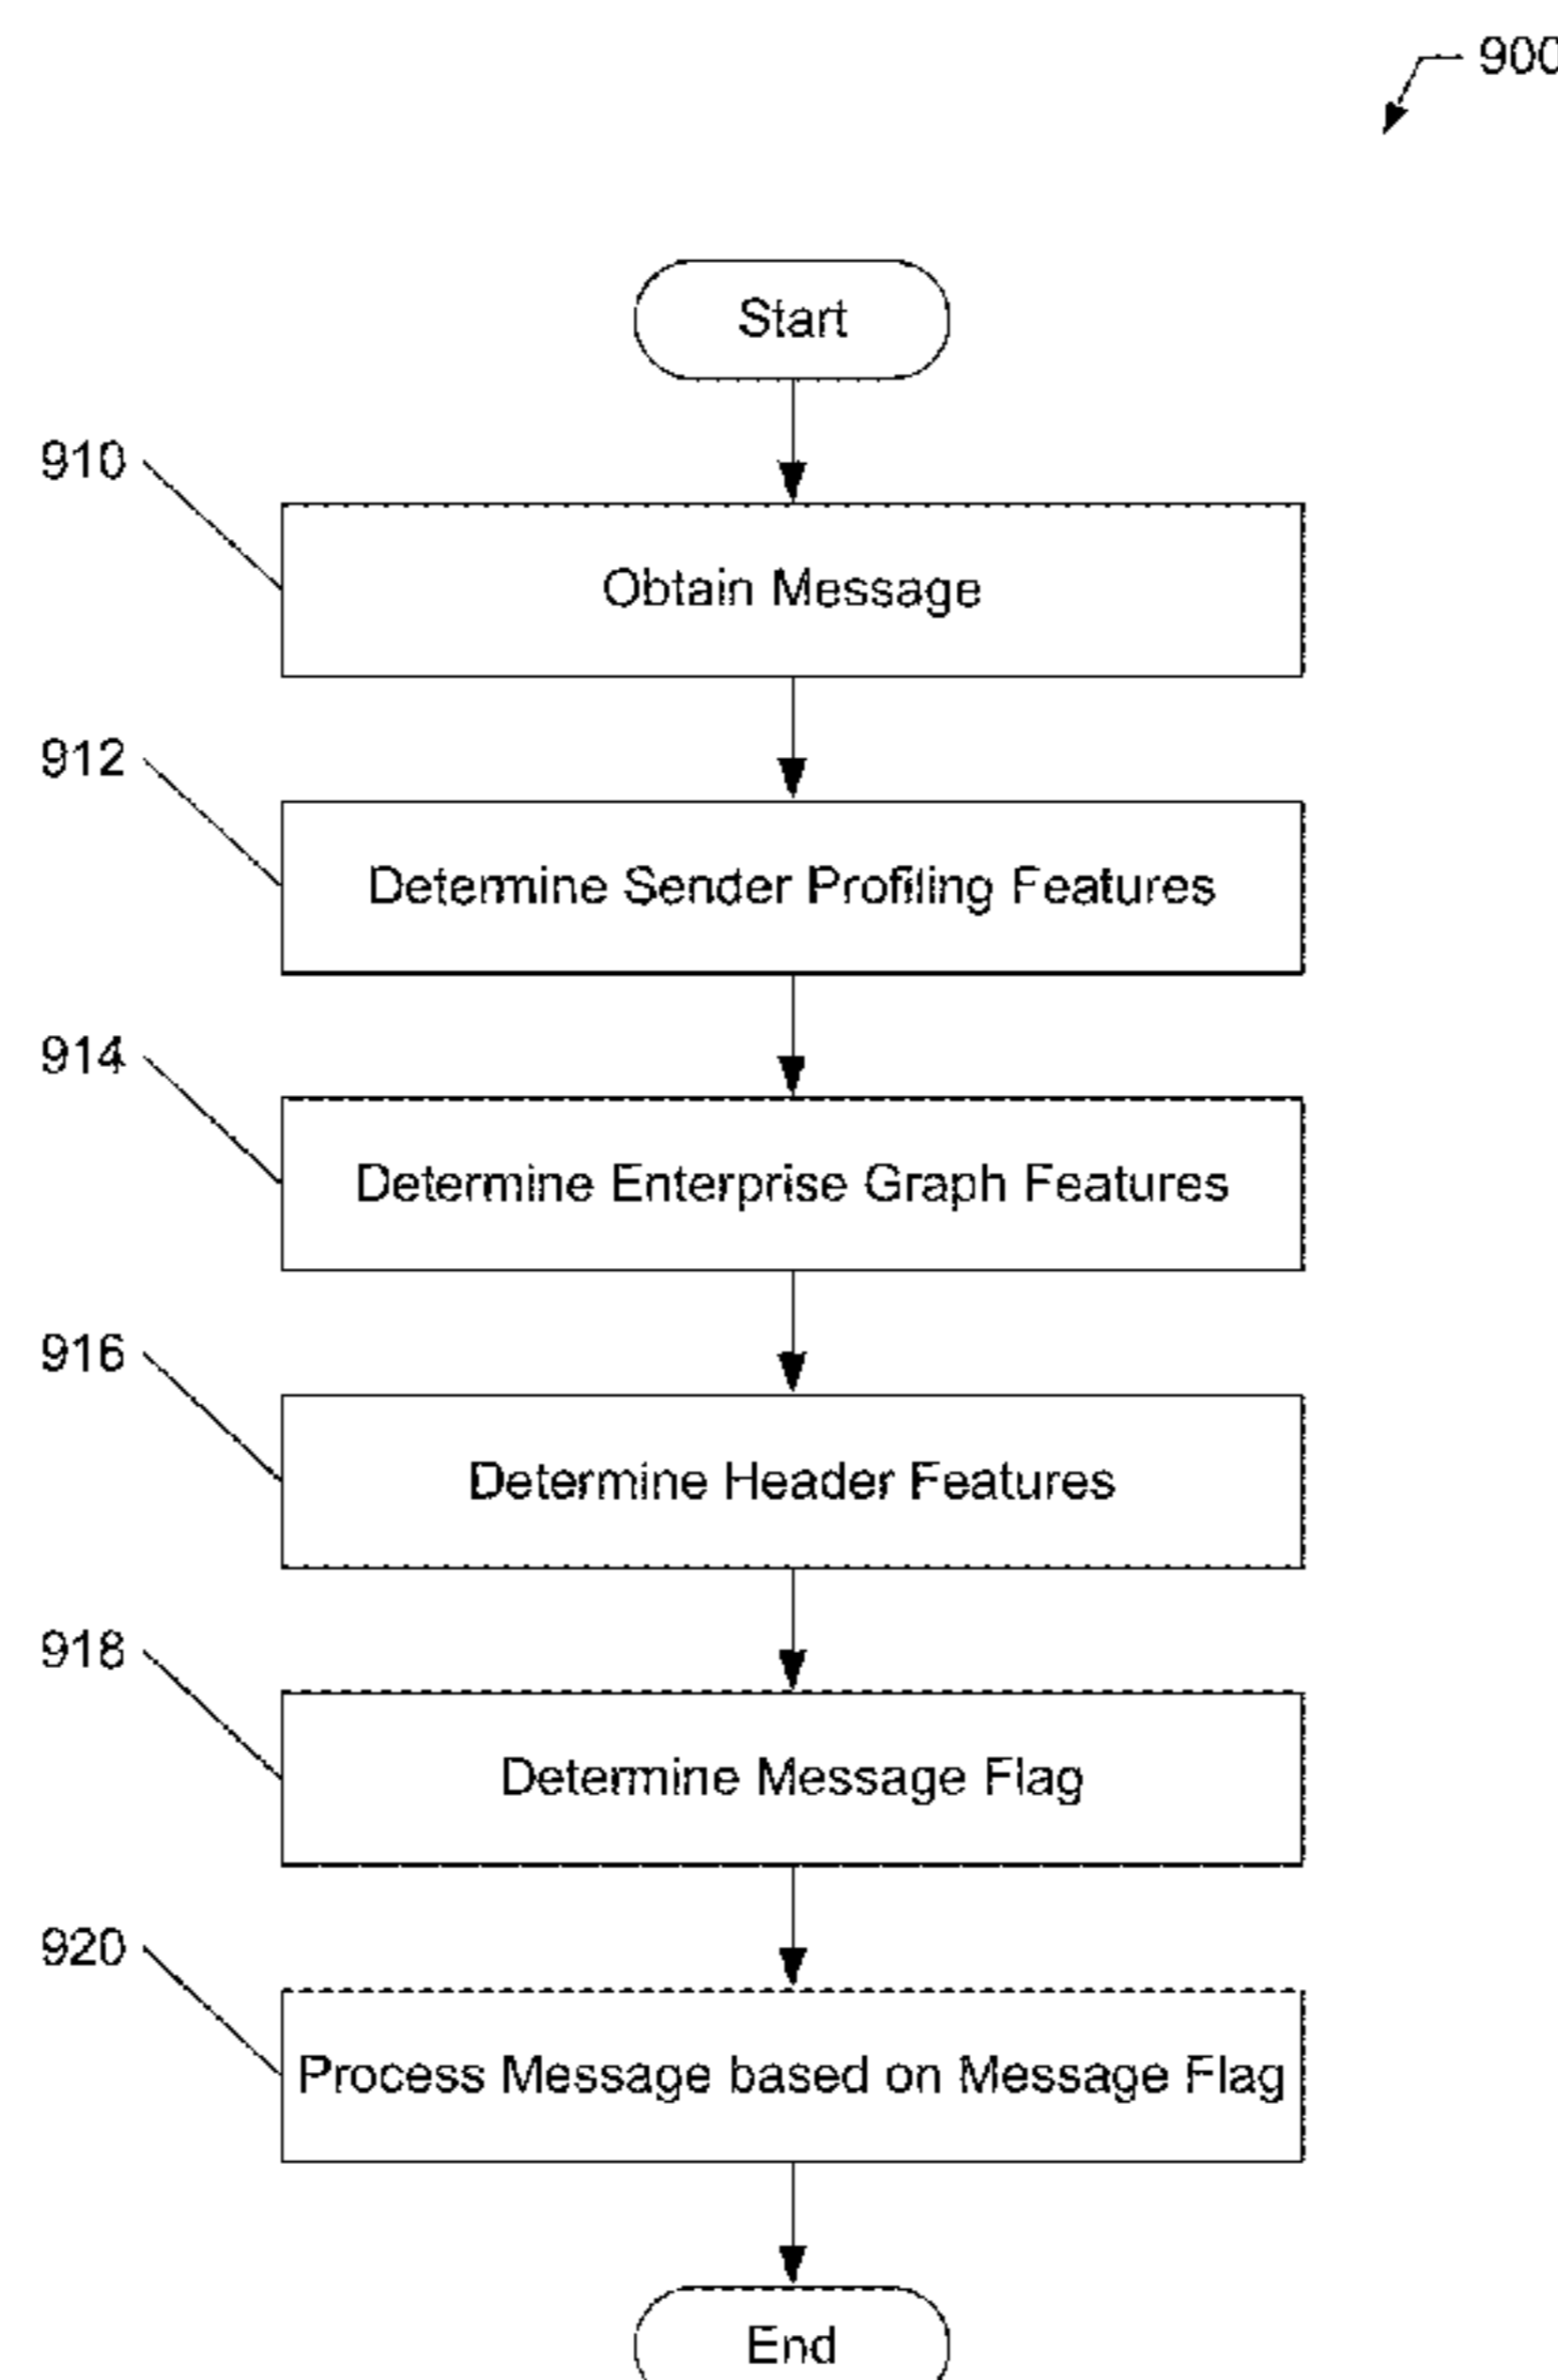 900
Start
910
Obtain Message
912
Determine Sender Profiling Features
914
Determine Enterprise Graph Features
916
Determine Header Features
918
Determine Message Flag
920
Process Message based on Message Flag
End